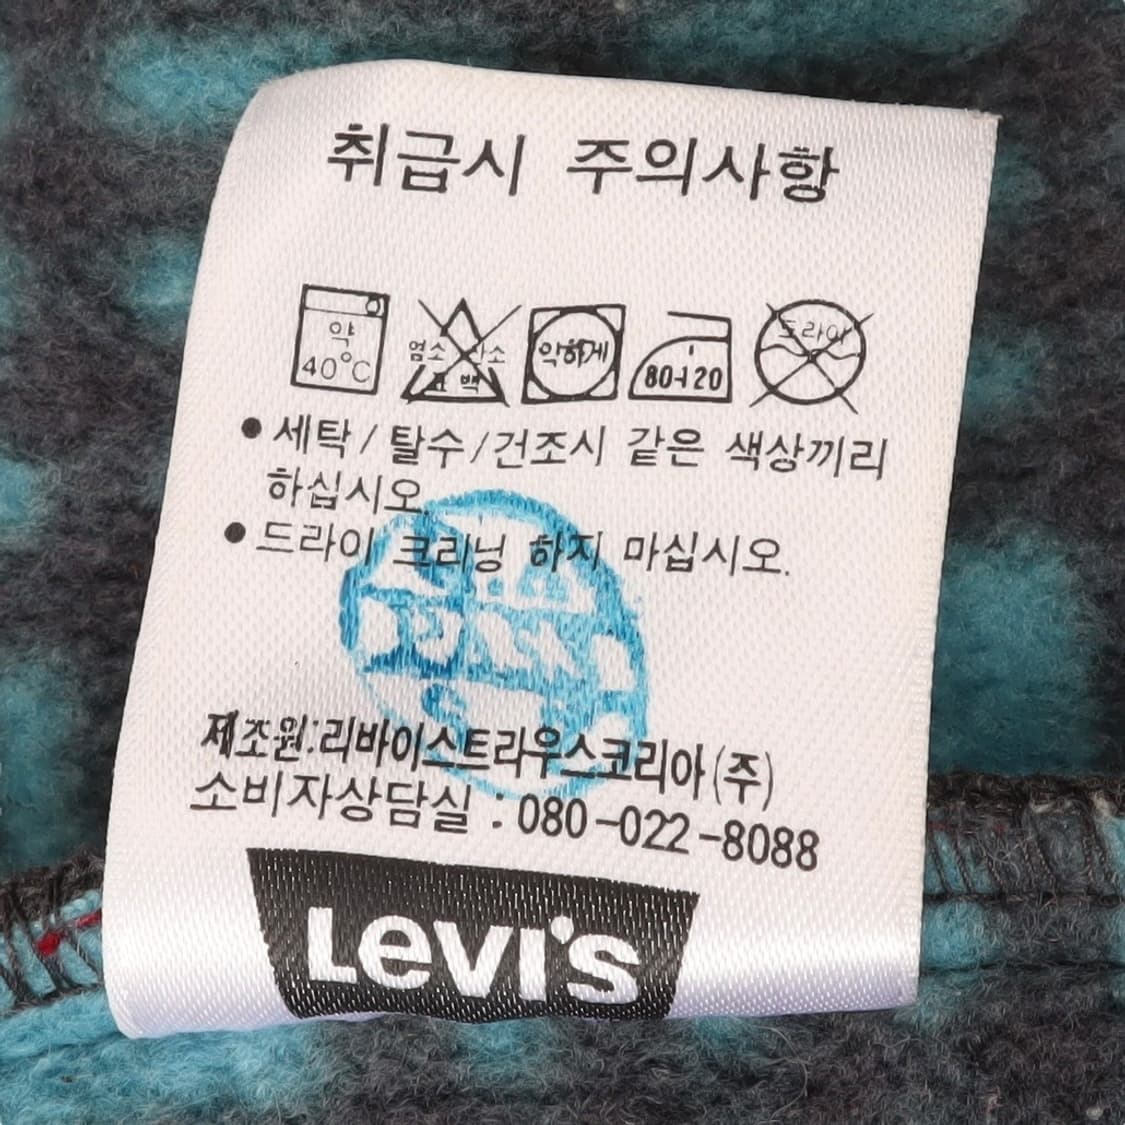 취급시 주의사항
약 40°C
염소 산소 표백
약하게
80-120
드라이
• 세탁/탈수/건조시 같은 색상끼리
하십시오.
• 드라이 크리닝 하지 마십시오.
제조원:리바이스트라우스코리아(주)
소비자상담실 : 080-022-8088
Levi's